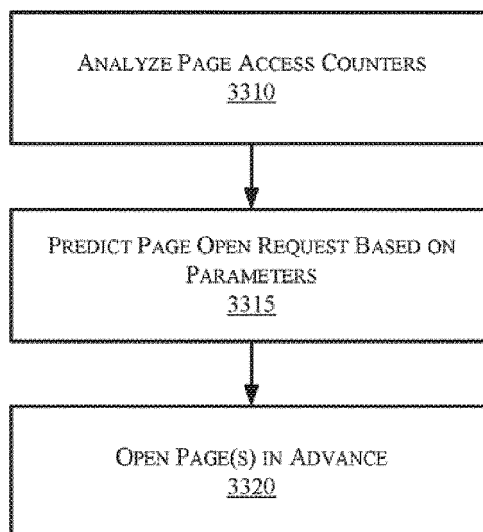 ANALYZE PAGE ACCESS COUNTERS
3310
PREDICT PAGE OPEN REQUEST BASED ON
PARAMETERS
3315
OPEN PAGE(S) IN ADVANCE
3320